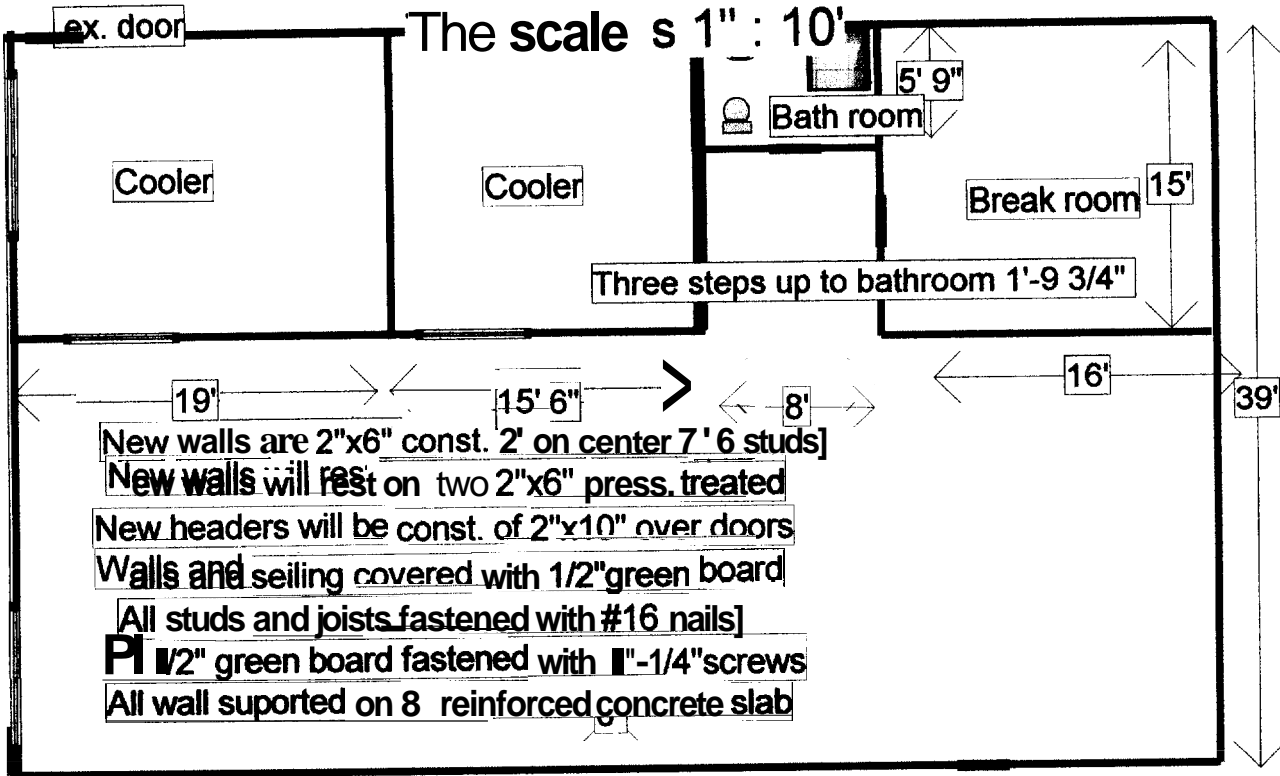 ex. door
The scale s 1" : 10'
5' 9"
Bath room
Cooler
Cooler
Break room
15'
Three steps up to bathroom 1'-9 3/4"
19'
15' 6"
8'
16'
39'
New walls are 2"x6" const. 2' on center 7'6 studs]
New walls will rest on two 2"x6" press. treated
New headers will be const. of 2"x10" over doors
Walls and seiling covered with 1/2"green board
All studs and joists fastened with #16 nails]
1/2" green board fastened with 1"-1/4"screws
All wall suported on 8 reinforced concrete slab